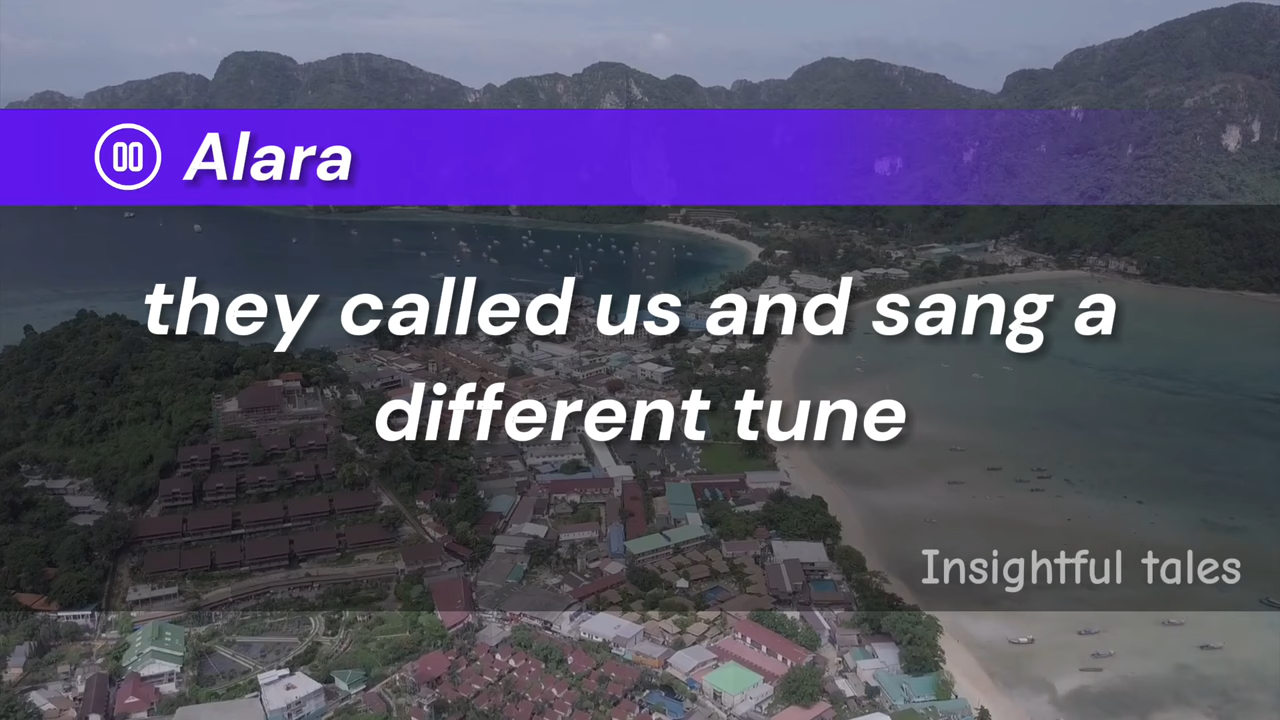 Alara
they called us and sang a
different tune
Insightful tales